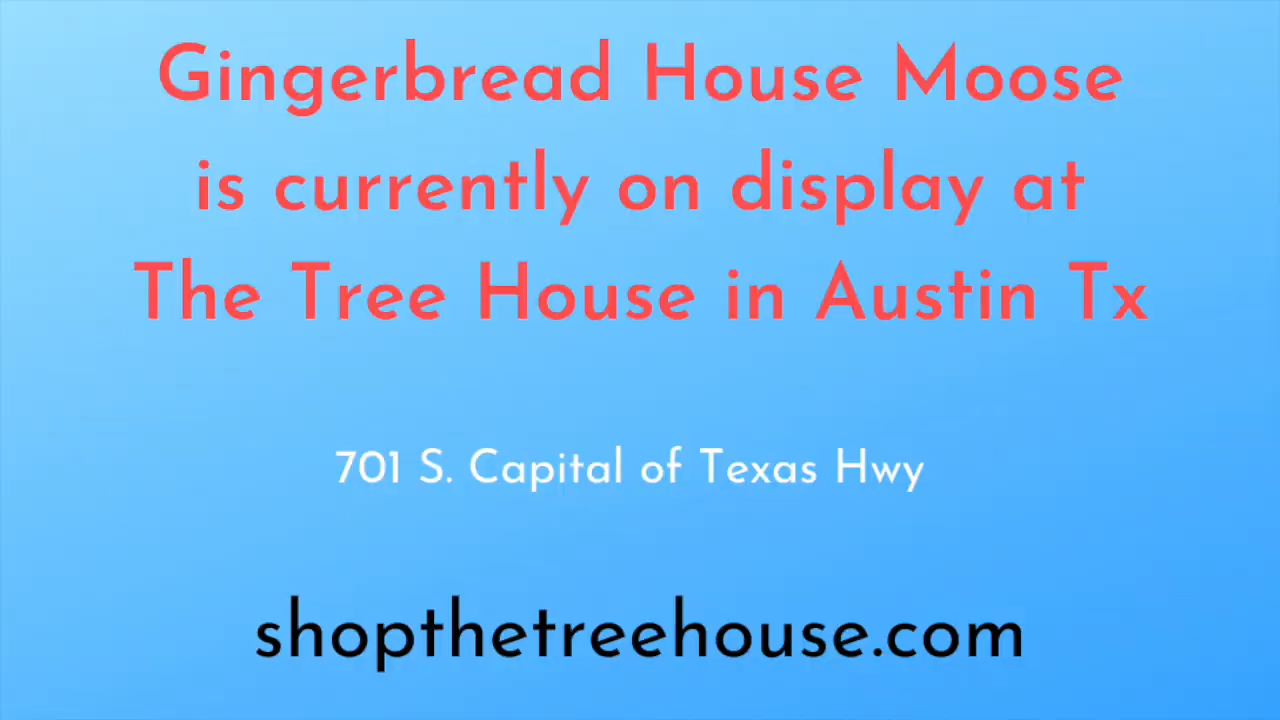 Gingerbread House Moose
is currently on display at
The Tree House in Austin Tx
701 S. Capital of Texas Hwy
shopthetreehouse.com